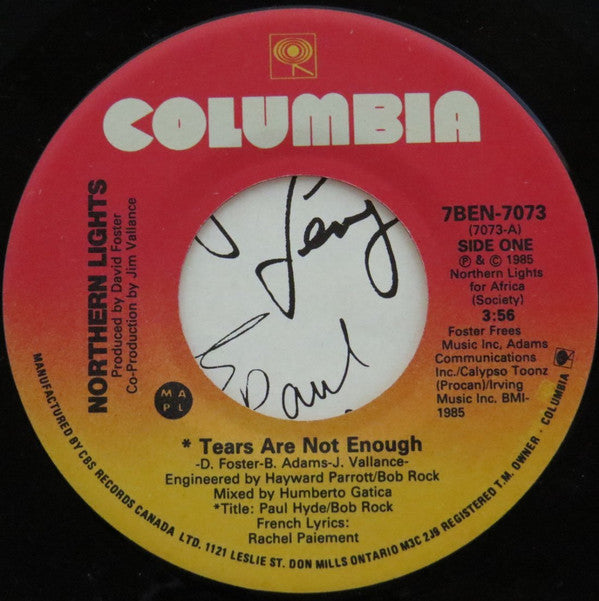 COLUMBIA
NORTHERN LIGHTS
Produced by David Foster
Co-Production by Jim Vallance
7BEN-7073
(7073-A)
SIDE ONE
℗ & © 1985
Northern Lights
for Africa
(Society)
3:56
Foster Frees
Music Inc, Adams
Communications
Inc./Calypso Toonz
(Procan)/Irving
Music Inc. BMI-
1985
M A
P L
* Tears Are Not Enough
-D. Foster-B. Adams-J. Vallance-
Engineered by Hayward Parrott/Bob Rock
Mixed by Humberto Gatica
*Title: Paul Hyde/Bob Rock
French Lyrics:
Rachel Paiement
MANUFACTURED BY CBS RECORDS CANADA LTD. 1121 LESLIE ST. DON MILLS ONTARIO M3C 2J8 REGISTERED T.M. OWNER · COLUMBIA
Paul